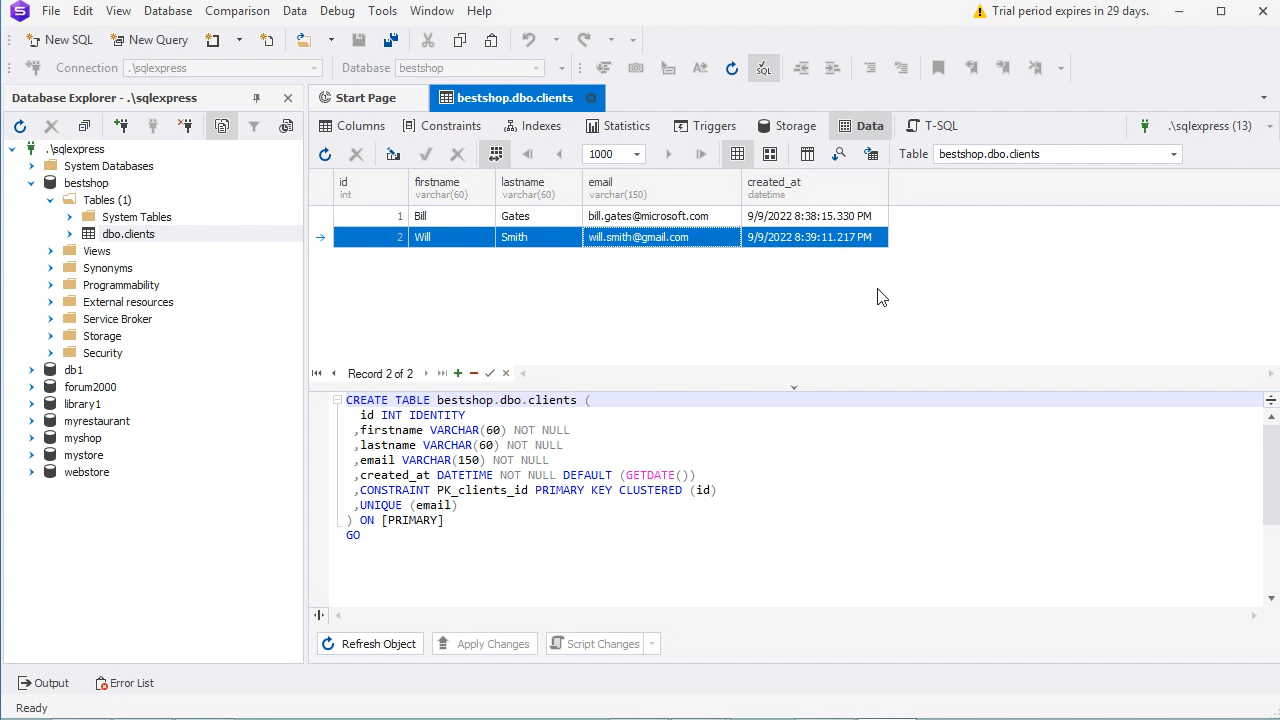 File Edit View Database Comparison Data Debug Tools Window Help Trial period expires in 29 days.
New SQL New Query
Connection .\sqlexpress Database bestshop
Database Explorer - .\sqlexpress Start Page bestshop.dbo.clients
Columns Constraints Indexes Statistics Triggers Storage Data T-SQL .\sqlexpress (13)
1000 Table bestshop.dbo.clients
.\sqlexpress
System Databases
bestshop
Tables (1)
System Tables
dbo.clients
Views
Synonyms
Programmability
External resources
Service Broker
Storage
Security
db1
forum2000
library1
myrestaurant
myshop
mystore
webstore
id firstname lastname email created_at
int varchar(60) varchar(60) varchar(150) datetime
1 Bill Gates bill.gates@microsoft.com 9/9/2022 8:38:15.330 PM
2 Will Smith will.smith@gmail.com 9/9/2022 8:39:11.217 PM
Record 2 of 2
CREATE TABLE bestshop.dbo.clients (
id INT IDENTITY
,firstname VARCHAR(60) NOT NULL
,lastname VARCHAR(60) NOT NULL
,email VARCHAR(150) NOT NULL
,created_at DATETIME NOT NULL DEFAULT (GETDATE())
,CONSTRAINT PK_clients_id PRIMARY KEY CLUSTERED (id)
,UNIQUE (email)
) ON [PRIMARY]
GO
Refresh Object Apply Changes Script Changes
Output Error List
Ready